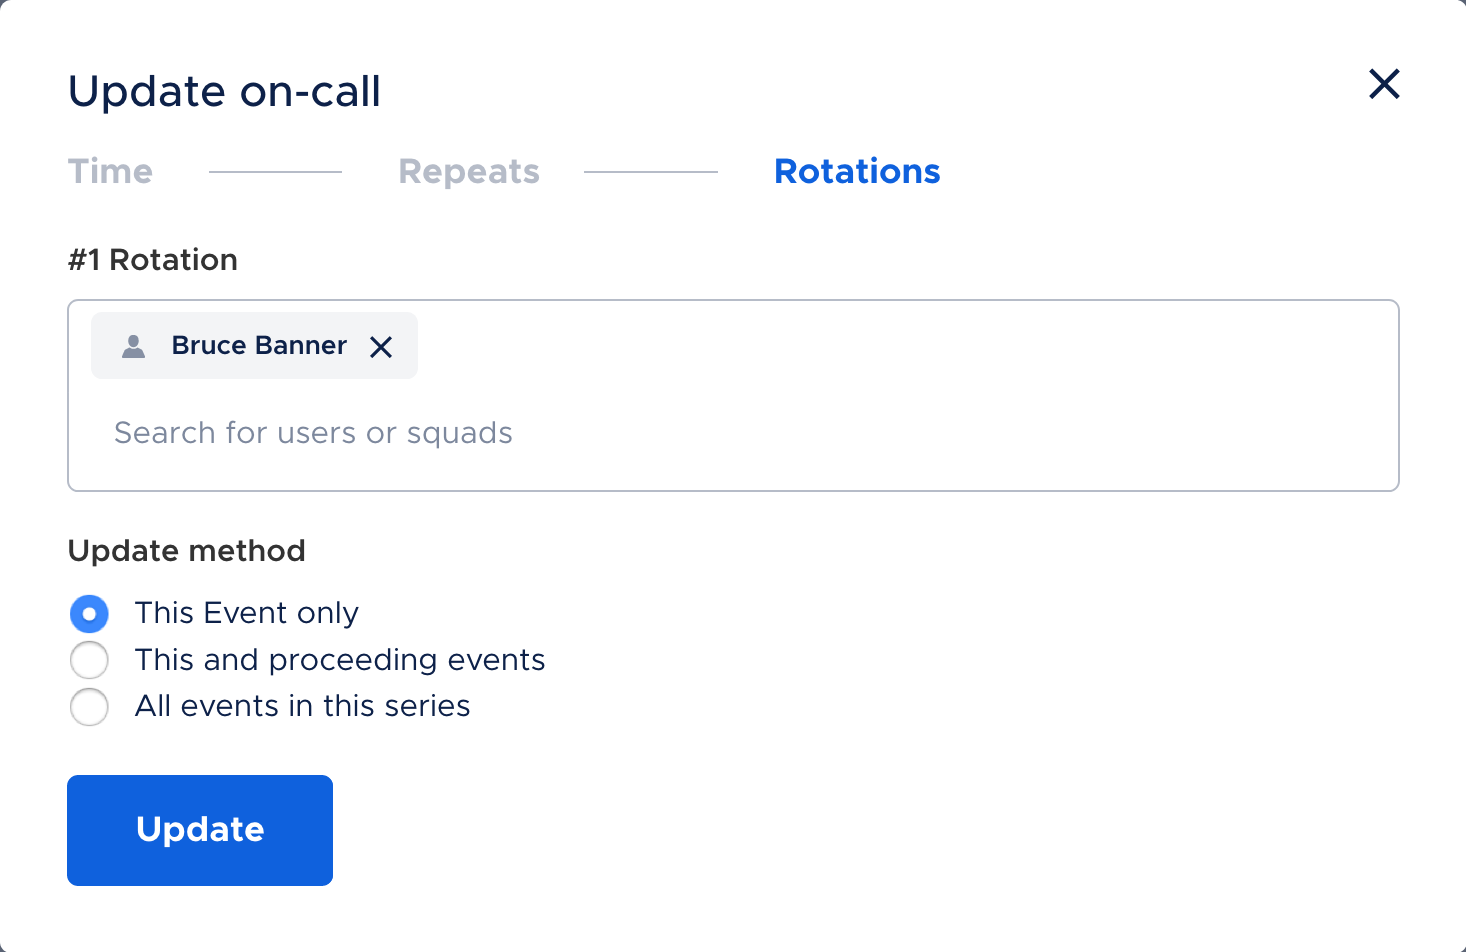 Update on-call
Time Repeats Rotations
#1 Rotation
Bruce Banner
Search for users or squads
Update method
This Event only
This and proceeding events
All events in this series
Update